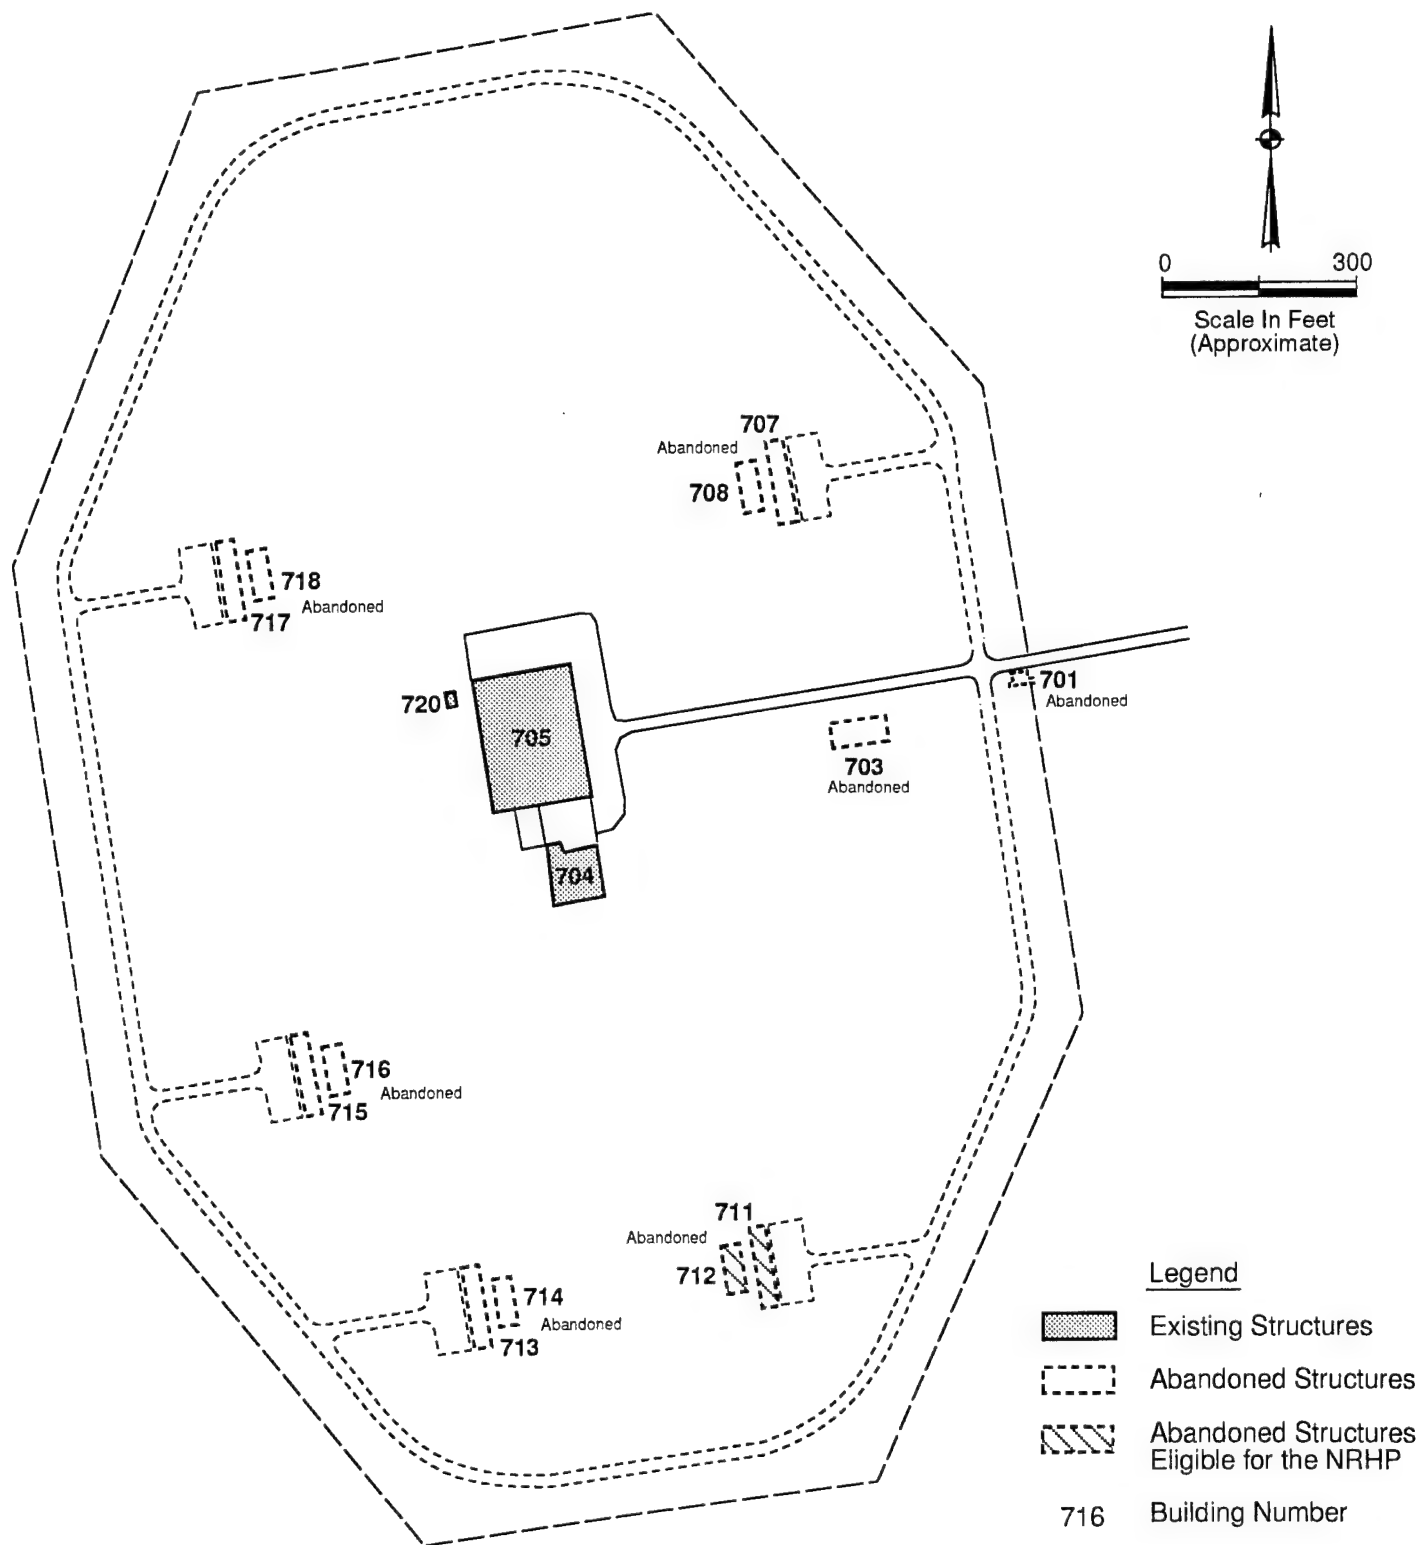 0 300
Scale In Feet
(Approximate)
707
Abandoned
708
718
Abandoned
717
720
705
701
Abandoned
703
Abandoned
704
716
Abandoned
715
711
Abandoned
712
714
Abandoned
713
Legend
Existing Structures
Abandoned Structures
Abandoned Structures
Eligible for the NRHP
716 Building Number